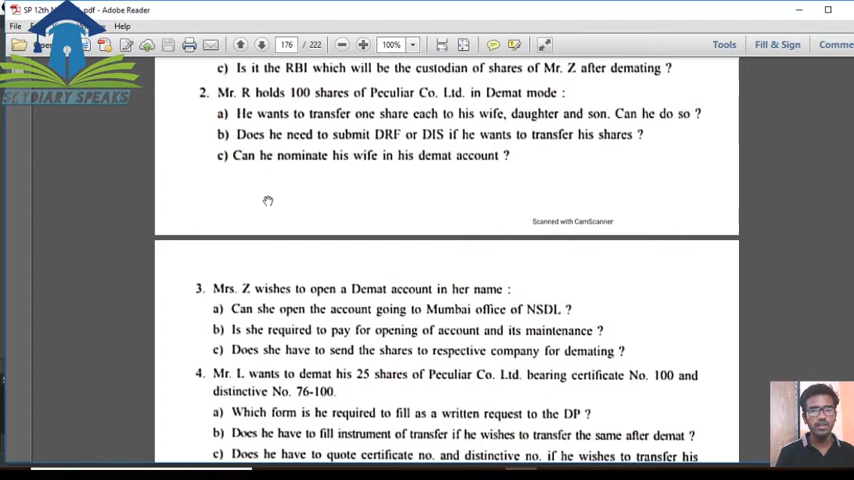 SP 12th M .pdf - Adobe Reader
File
Help
176 / 222
100%
Tools
Fill & Sign
Comme
SKYDIARY SPEAKS
c) Is it the RBI which will be the custodian of shares of Mr. Z after demating ?
2. Mr. R holds 100 shares of Peculiar Co. Ltd. in Demat mode :
a) He wants to transfer one share each to his wife, daughter and son. Can he do so ?
b) Does he need to submit DRF or DIS if he wants to transfer his shares ?
c) Can he nominate his wife in his demat account ?
Scanned with CamScanner
3. Mrs. Z wishes to open a Demat account in her name :
a) Can she open the account going to Mumbai office of NSDL ?
b) Is she required to pay for opening of account and its maintenance ?
c) Does she have to send the shares to respective company for demating ?
4. Mr. L wants to demat his 25 shares of Peculiar Co. Ltd. bearing certificate No. 100 and
distinctive No. 76-100.
a) Which form is he required to fill as a written request to the DP ?
b) Does he have to fill instrument of transfer if he wishes to transfer the same after demat ?
c) Does he have to quote certificate no. and distinctive no. if he wishes to transfer his